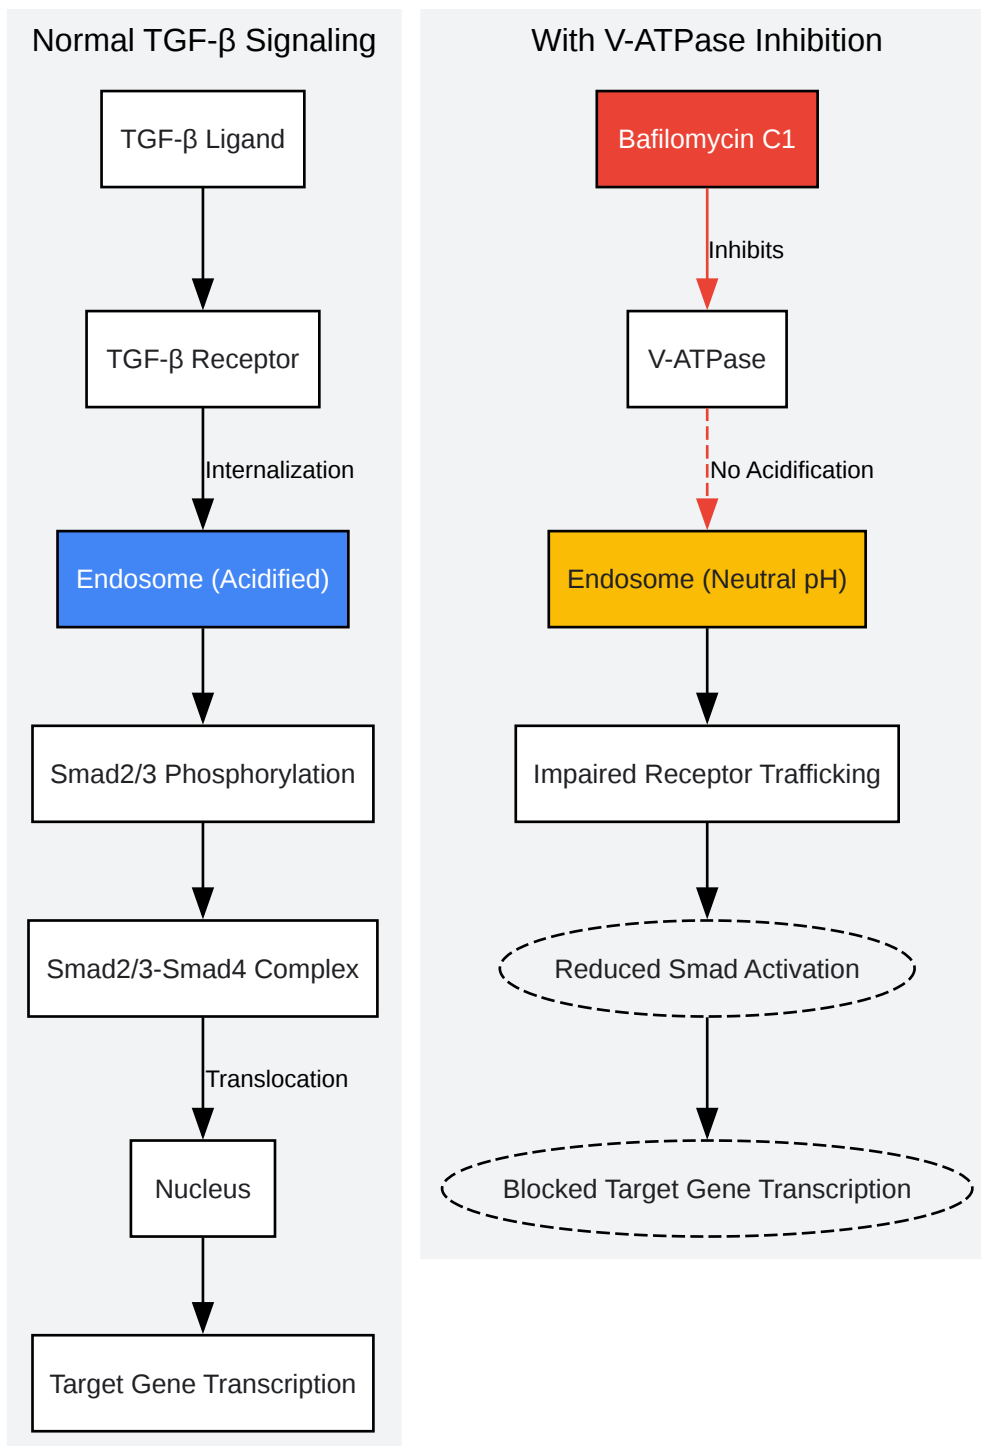 Normal TGF-β Signaling
TGF-β Ligand
TGF-β Receptor
Internalization
Endosome (Acidified)
Smad2/3 Phosphorylation
Smad2/3-Smad4 Complex
Translocation
Nucleus
Target Gene Transcription
With V-ATPase Inhibition
Bafilomycin C1
Inhibits
V-ATPase
No Acidification
Endosome (Neutral pH)
Impaired Receptor Trafficking
Reduced Smad Activation
Blocked Target Gene Transcription